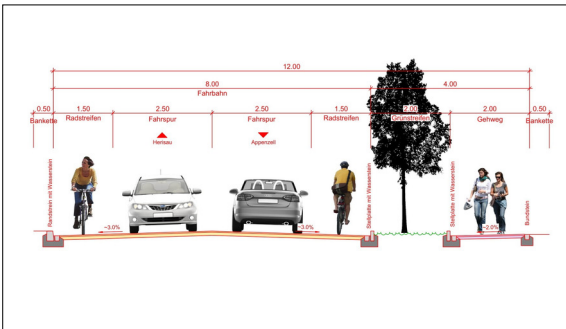 12.00
8.00
4.00
Fahrbahn
0.50
1.50
2.50
2.50
1.50
2.00
2.00
0.50
Bankette
Radstreifen
Fahrspur
Fahrspur
Radstreifen
Grünstreifen
Gehweg
Bankette
Herisau
Appenzell
Randstein mit Wasserstein
Stellplatte mit Wasserstein
Stellplatte mit Wasserstein
Bundstein
~3.0%
~3.0%
~2.0%